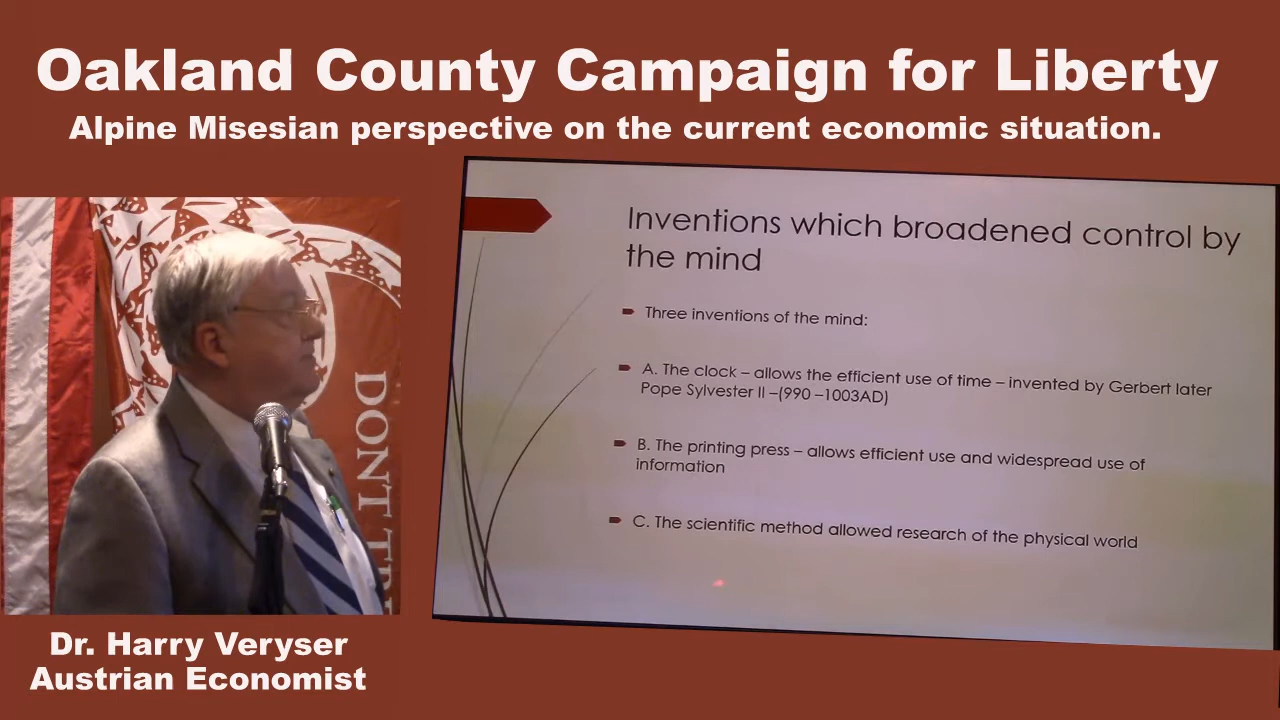 Oakland County Campaign for Liberty
Alpine Misesian perspective on the current economic situation.
Inventions which broadened control by
the mind
Three inventions of the mind:
A. The clock – allows the efficient use of time – invented by Gerbert later
Pope Sylvester II –(990 –1003AD)
B. The printing press – allows efficient use and widespread use of
information
C. The scientific method allowed research of the physical world
DONT TR
Dr. Harry Veryser
Austrian Economist